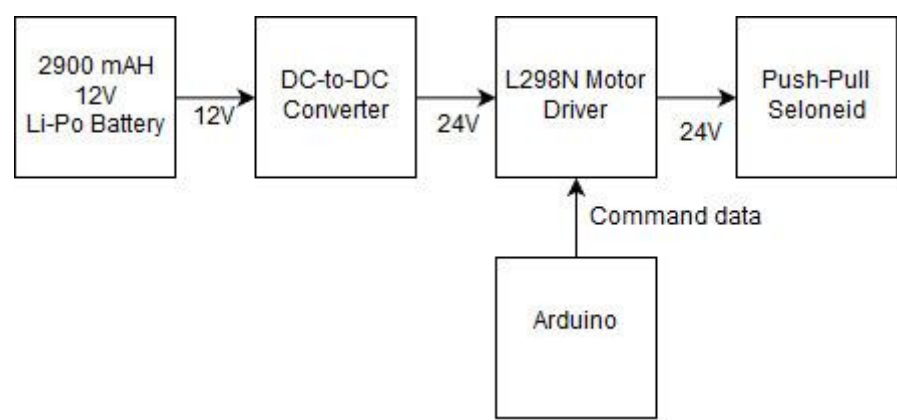 2900 mAH
12V
Li-Po Battery
12V
DC-to-DC
Converter
24V
L298N Motor
Driver
24V
Push-Pull
Seloneid
Command data
Arduino